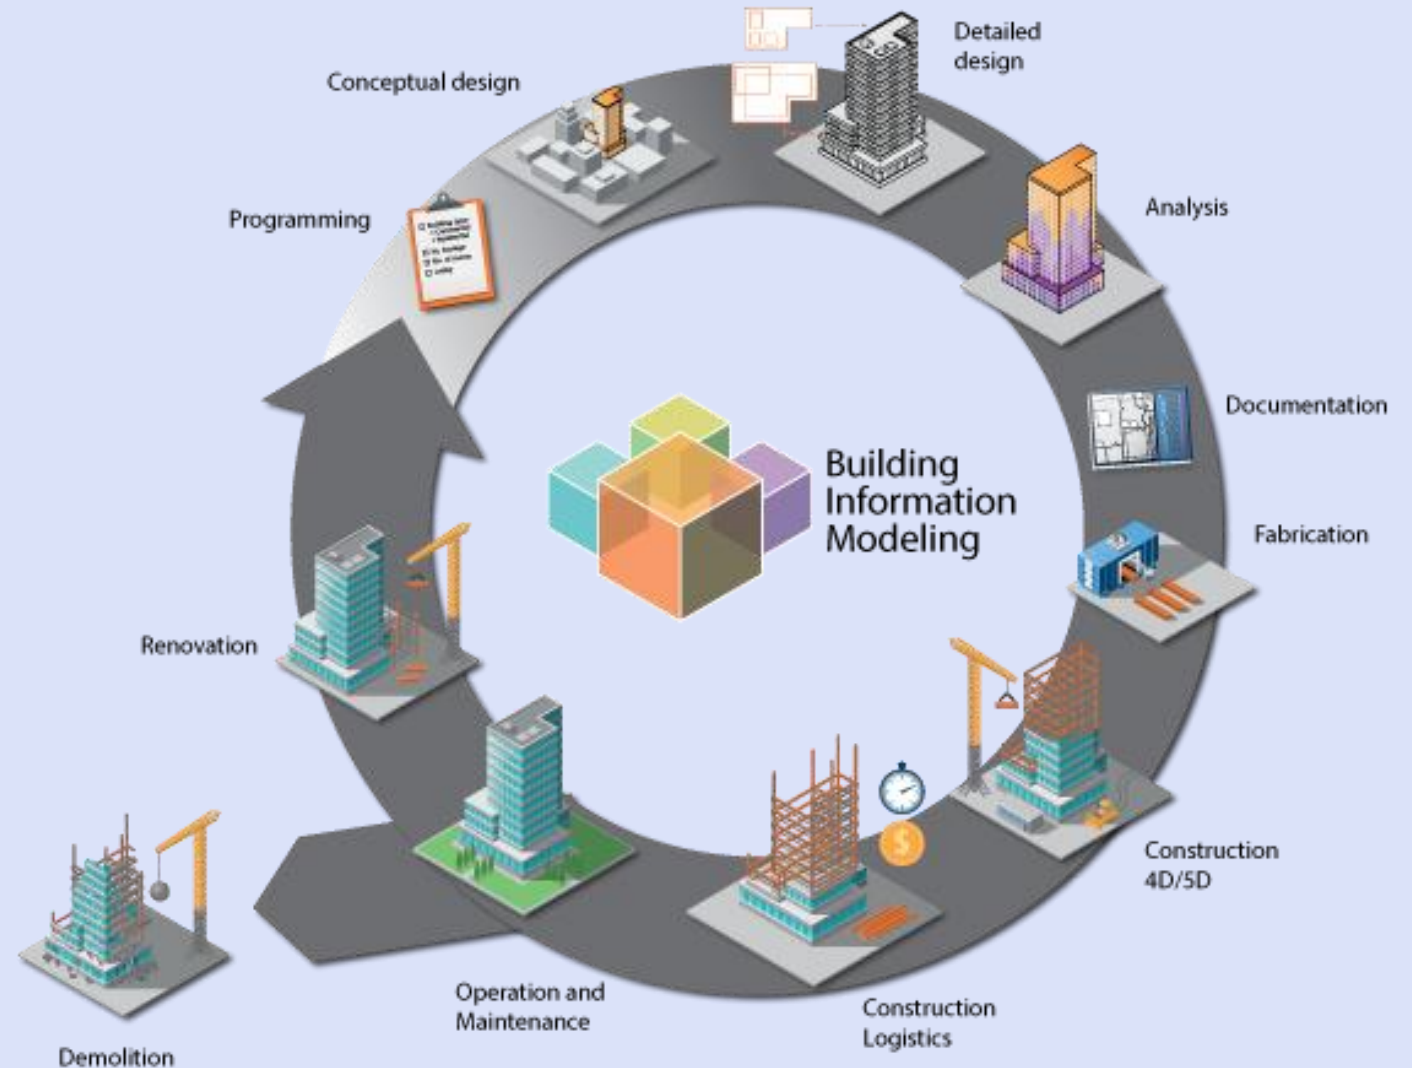 Detailed
design
Conceptual design
Analysis
Programming
Documentation
Building
Information
Modeling
Fabrication
Renovation
$
Construction
4D/5D
Operation and
Maintenance
Construction
Logistics
Demolition